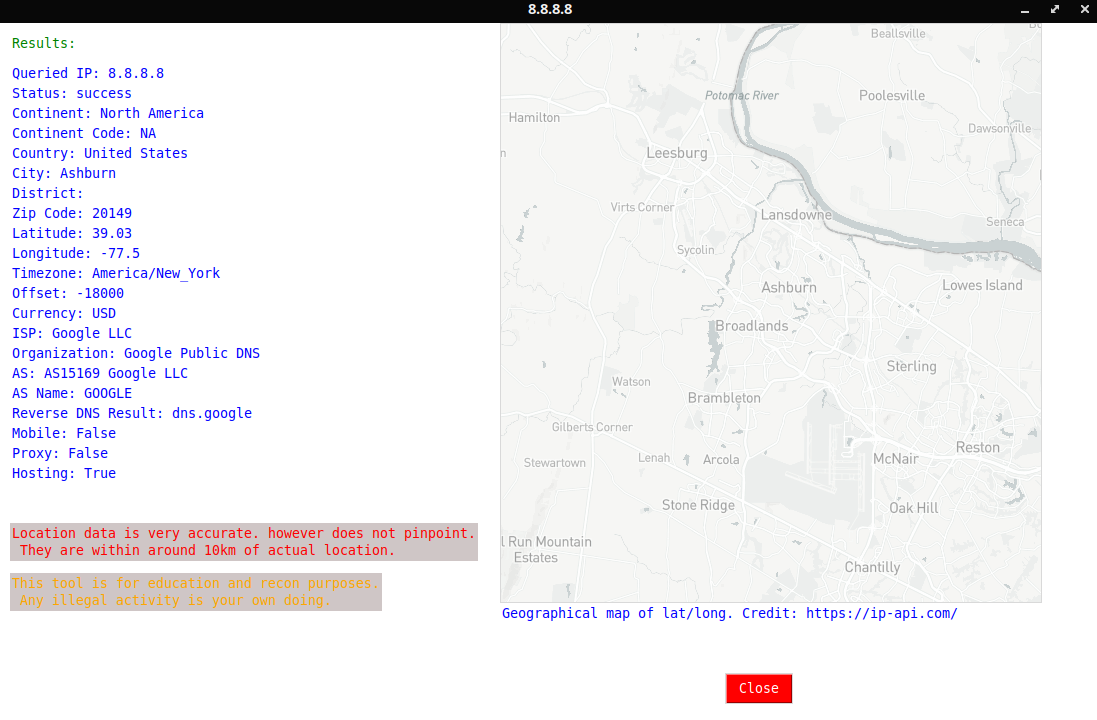 8.8.8.8
Results:
Queried IP: 8.8.8.8
Status: success
Continent: North America
Continent Code: NA
Country: United States
City: Ashburn
District:
Zip Code: 20149
Latitude: 39.03
Longitude: -77.5
Timezone: America/New_York
Offset: -18000
Currency: USD
ISP: Google LLC
Organization: Google Public DNS
AS: AS15169 Google LLC
AS Name: GOOGLE
Reverse DNS Result: dns.google
Mobile: False
Proxy: False
Hosting: True
Location data is very accurate. however does not pinpoint.
They are within around 10km of actual location.
This tool is for education and recon purposes.
Any illegal activity is your own doing.
Beallsville
Potomac River
Poolesville
Hamilton
Dawsonville
Leesburg
Virts Corner
Lansdowne
Seneca
Sycolin
Ashburn
Lowes Island
Broadlands
Sterling
Watson
Brambleton
Gilberts Corner
Reston
Stewartown
Lenah
Arcola
McNair
Stone Ridge
Oak Hill
l Run Mountain
Estates
Chantilly
Geographical map of lat/long. Credit: https://ip-api.com/
Close